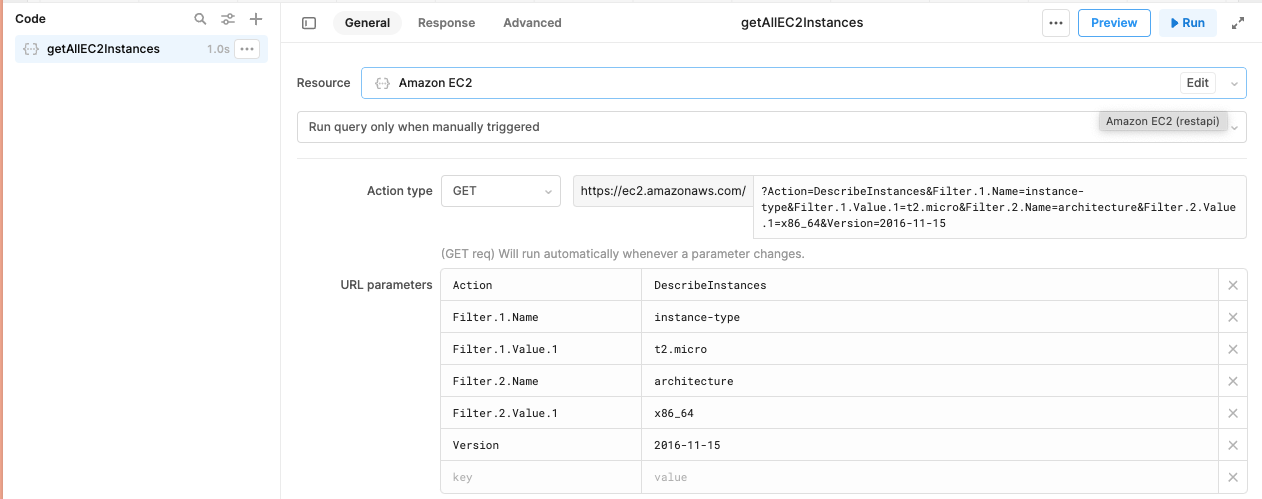 Code
getAllEC2Instances
1.0s
General
Response
Advanced
getAllEC2Instances
Preview
Run
Resource
Amazon EC2
Edit
Run query only when manually triggered
Amazon EC2 (restapi)
Action type
GET
https://ec2.amazonaws.com/
?Action=DescribeInstances&Filter.1.Name=instance-
type&Filter.1.Value.1=t2.micro&Filter.2.Name=architecture&Filter.2.Value
.1=x86_64&Version=2016-11-15
(GET req) Will run automatically whenever a parameter changes.
URL parameters
Action DescribeInstances
Filter.1.Name instance-type
Filter.1.Value.1 t2.micro
Filter.2.Name architecture
Filter.2.Value.1 x86_64
Version 2016-11-15
key value